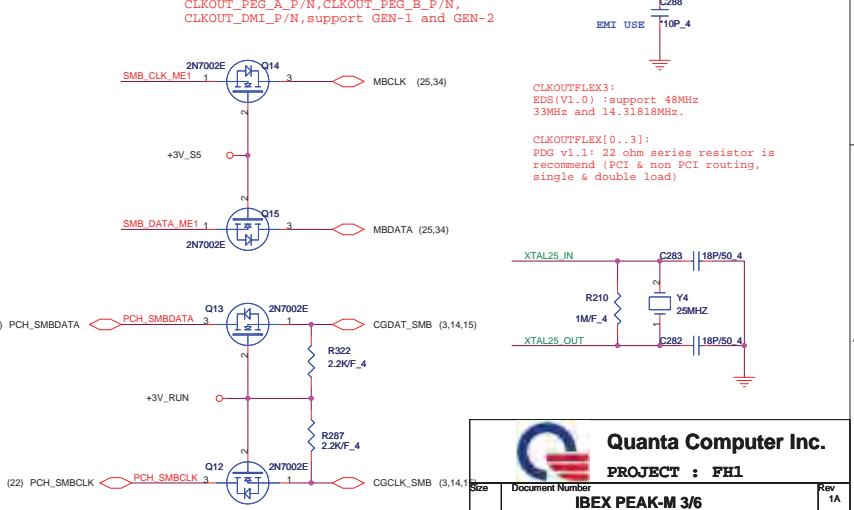 CLKOUT_PEG_A_P/N,CLKOUT_PEG_B_P/N,
CLKOUT_DMI_P/N,support GEN-1 and GEN-2
C288
EMI USE *10P_4
2N7002E Q14
SMB_CLK_ME1 1 3 MBCLK (25,34)
2
+3V_S5
2
Q15
SMB_DATA_ME1 1 3 MBDATA (25,34)
2N7002E
CLKOUTFLEX3:
EDS(V1.0) :support 48MHz
33MHz and 14.31818MHz.
CLKOUTFLEX[0..3]:
PDG v1.1: 22 ohm series resistor is
recommend (PCI & non PCI routing,
single & double load)
XTAL25_IN C283 18P/50_4
2
R210 Y4
1M/F_4 25MHZ
1
XTAL25_OUT C282 18P/50_4
Q13 2N7002E
) PCH_SMBDATA PCH_SMBDATA 3 1 CGDAT_SMB (3,14,15)
2
R322
2.2K/F_4
+3V_RUN
R287
2.2K/F_4
2
Q12 2N7002E
(22) PCH_SMBCLK PCH_SMBCLK 3 1 CGCLK_SMB (3,14,15
Quanta Computer Inc.
PROJECT : FH1
Size Document Number Rev
IBEX PEAK-M 3/6 1A